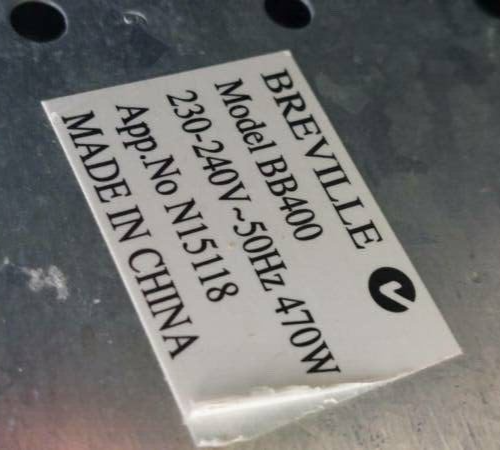 BREVILLE
Model BB400
230-240V~50Hz 470W
App.No N15118
MADE IN CHINA